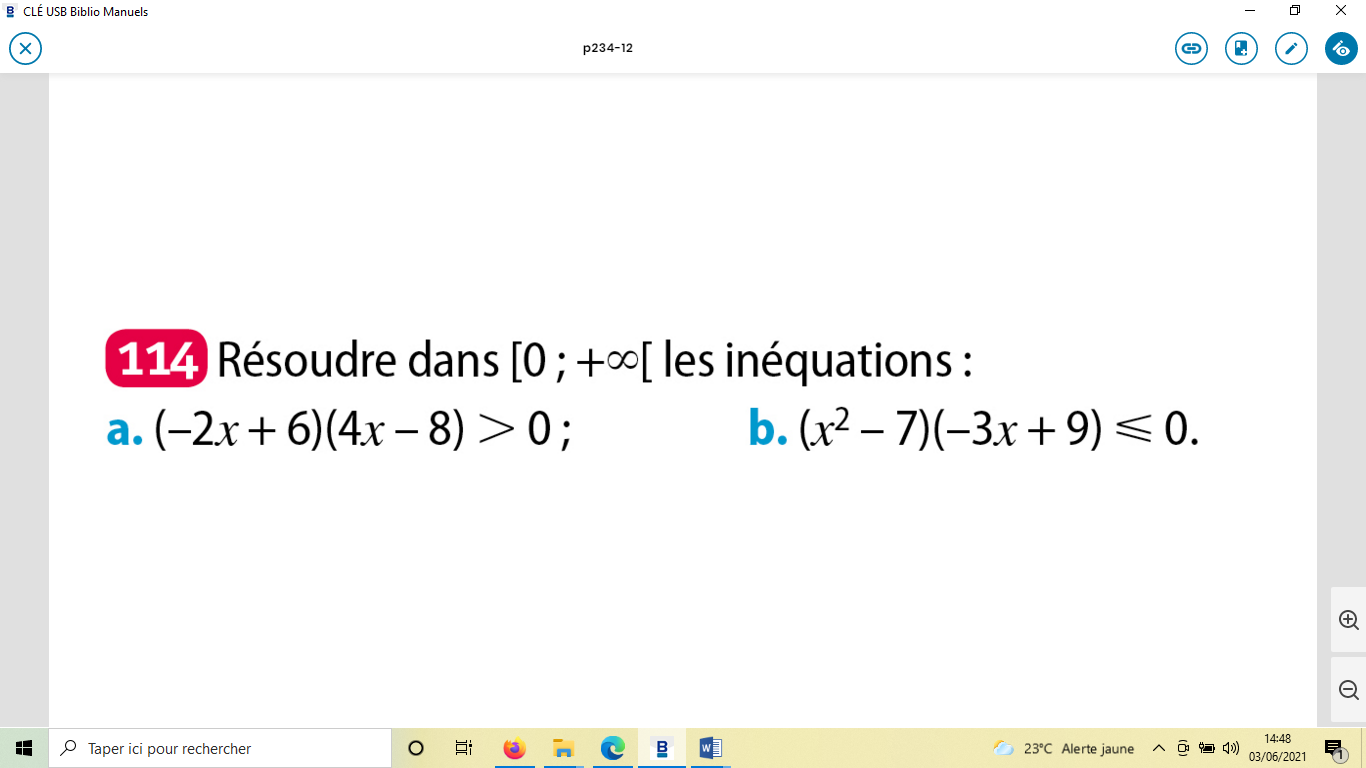 CLÉ USB Biblio Manuels
p234-12
114 Résoudre dans [0 ; +∞[ les inéquations :
a. (–2x + 6)(4x – 8) > 0 ; b. (x² – 7)(–3x + 9) ⩽ 0.
Taper ici pour rechercher
23°C Alerte jaune
14:48
03/06/2021
1